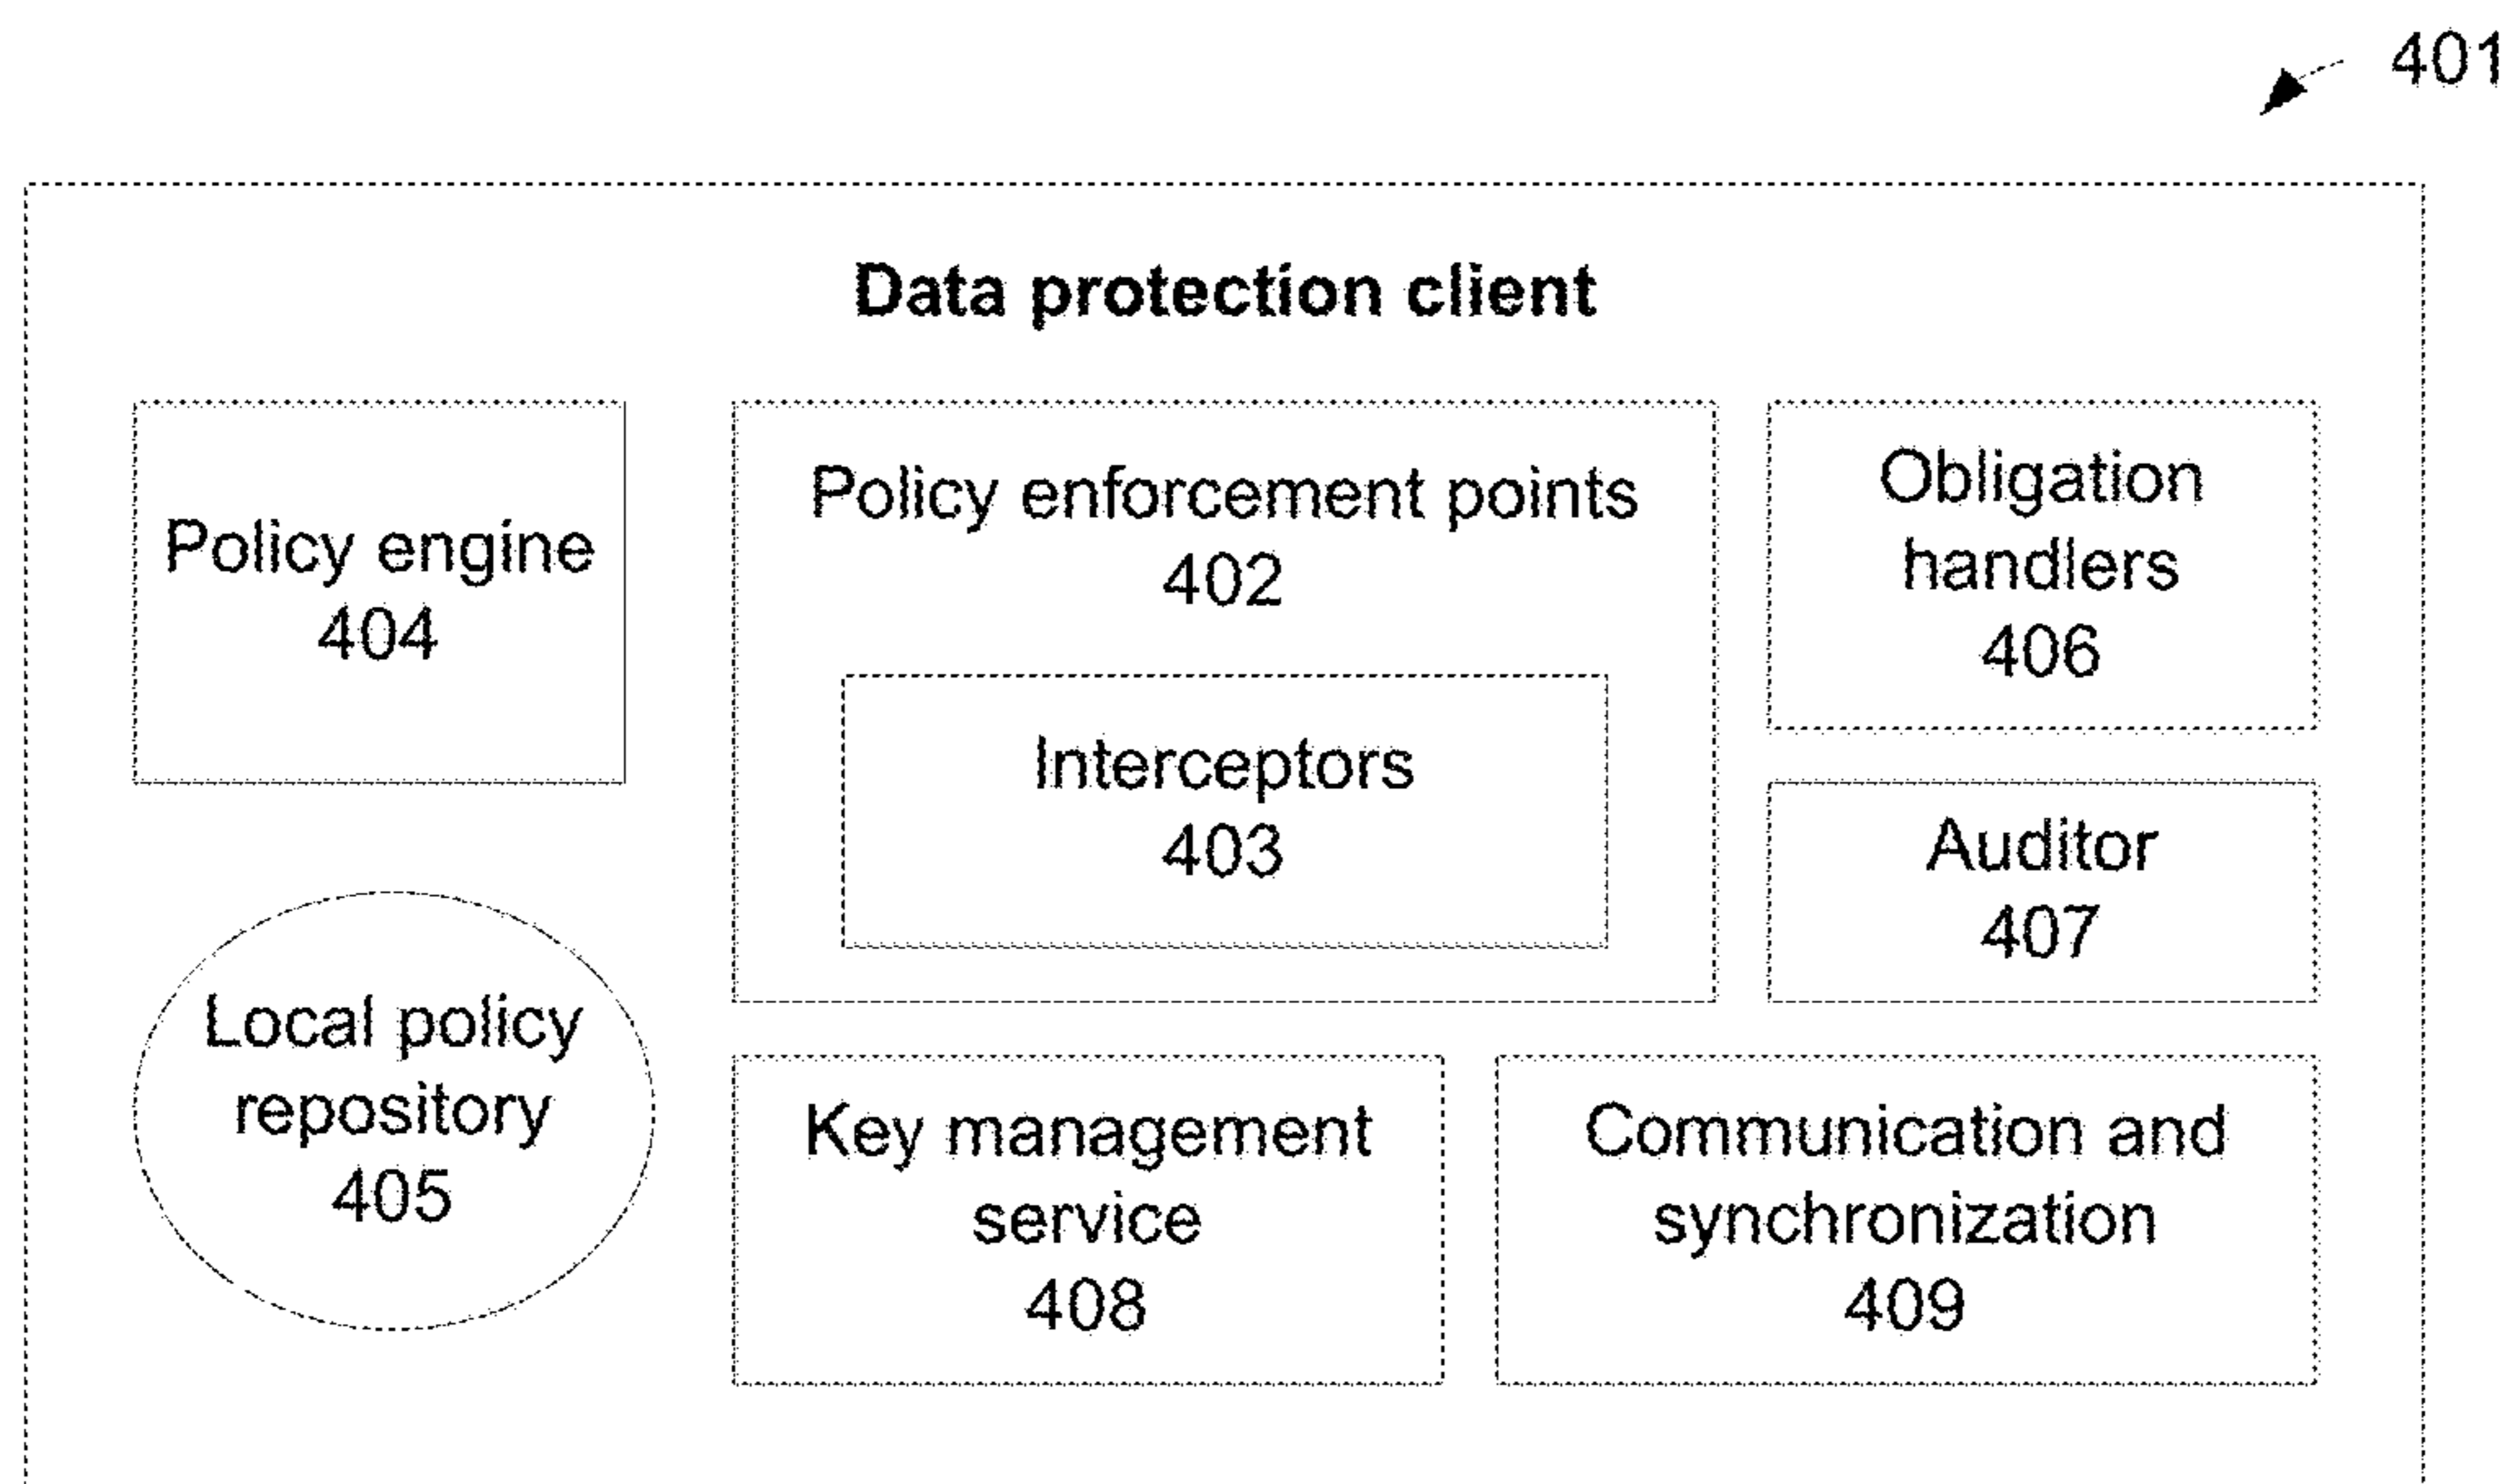 401
Data protection client
Policy engine
404
Policy enforcement points
402
Interceptors
403
Obligation
handlers
406
Auditor
407
Local policy
repository
405
Key management
service
408
Communication and
synchronization
409